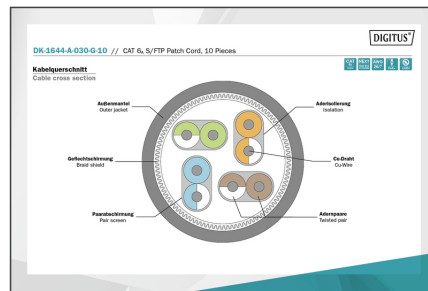 DIGITUS®
DK-1644-A-030-G-10 // CAT 6A S/FTP Patch Cord, 10 Pieces
Kabelquerschnitt
Cable cross section
Außenmantel
Outer jacket
Aderisolierung
Isolation
Geflechtschirmung
Braid shield
Cu-Draht
Cu-Wire
Paarabschirmung
Pair screen
Adernpaare
Twisted pair